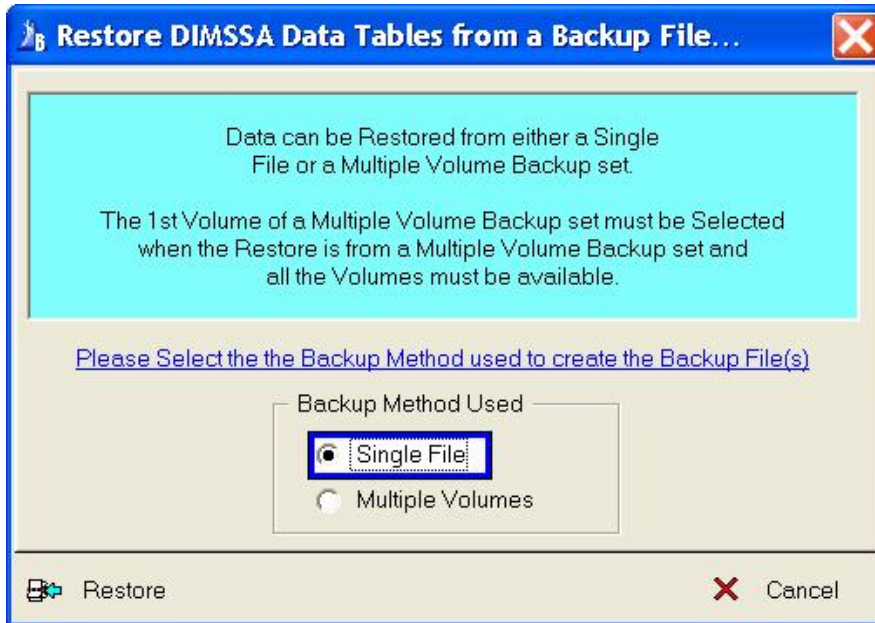 Restore DIMSSA Data Tables from a Backup File...
Data can be Restored from either a Single
File or a Multiple Volume Backup set.
The 1st Volume of a Multiple Volume Backup set must be Selected
when the Restore is from a Multiple Volume Backup set and
all the Volumes must be available.
Please Select the the Backup Method used to create the Backup File(s)
Backup Method Used
Single File
Multiple Volumes
Restore
Cancel